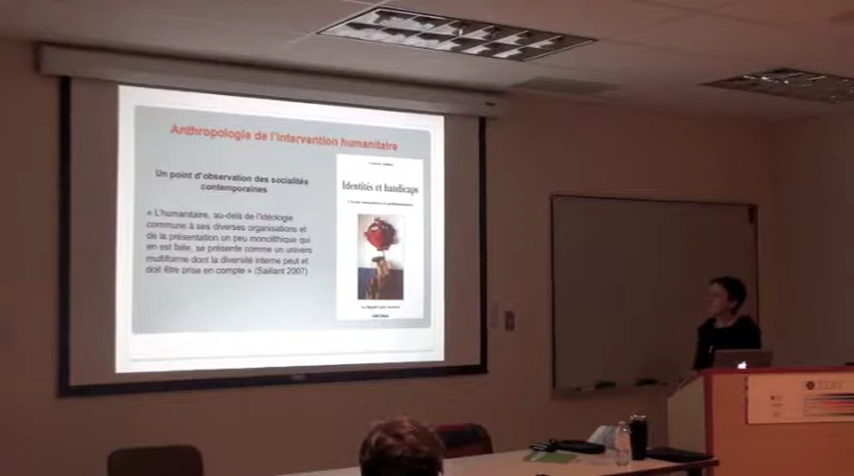 Anthropologie de l'intervention humanitaire
Un point d'observation des socialités
contemporaines
« L'humanitaire, au-delà de l'idéologie
commune à ses diverses organisations et
de la présentation un peu monolithique qui
en est faite, se présente comme un univers
multiforme dont la diversité interne peut et
doit être prise en compte » (Saillant 2007)
Identités et handicaps